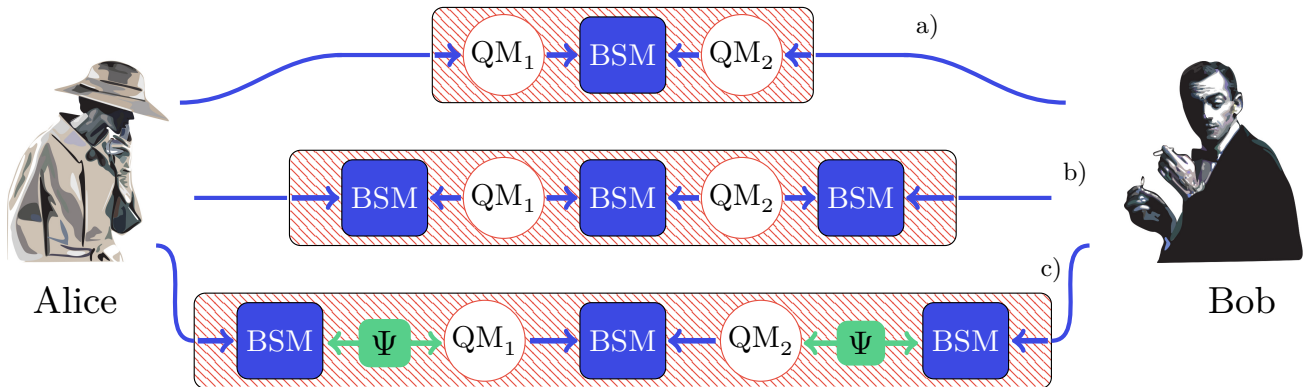 a)
QM₁ BSM QM₂
b)
BSM QM₁ BSM QM₂ BSM
c)
Alice Bob
BSM Ψ QM₁ BSM QM₂ Ψ BSM